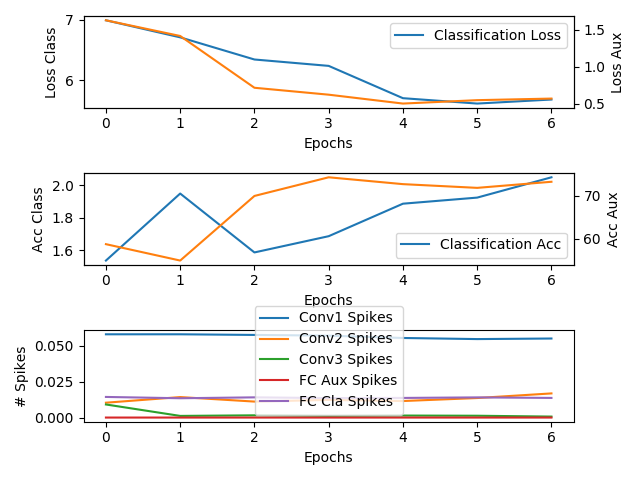 7
6
Loss Class
Classification Loss
1.5
1.0
0.5
Loss Aux
0 1 2 3 4 5 6
Epochs
2.0
1.8
1.6
Acc Class
Classification Acc
70
60
Acc Aux
0 1 2 3 4 5 6
Epochs
0.050
0.025
0.000
# Spikes
Conv1 Spikes
Conv2 Spikes
Conv3 Spikes
FC Aux Spikes
FC Cla Spikes
0 1 2 3 4 5 6
Epochs